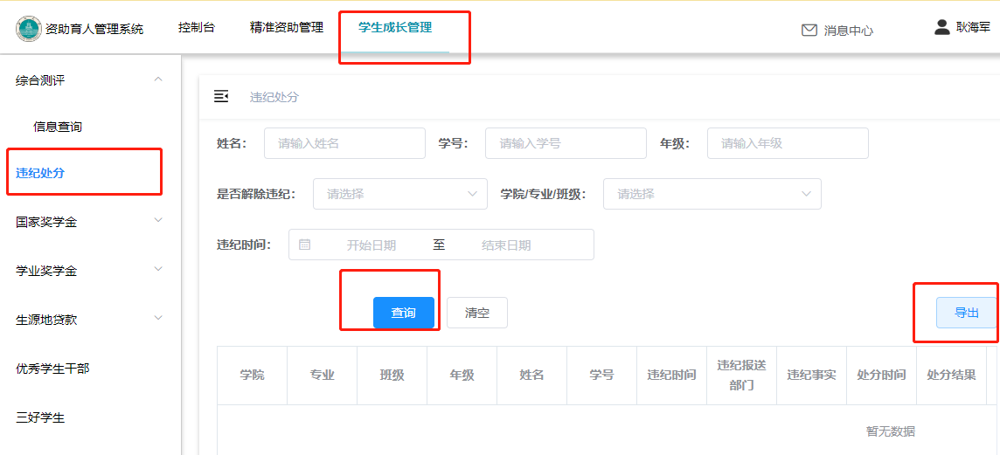 资助育人管理系统 控制台 精准资助管理 学生成长管理 消息中心 耿海军
综合测评
信息查询
违纪处分
国家奖学金
学业奖学金
生源地贷款
优秀学生干部
三好学生
违纪处分
姓名： 请输入姓名 学号： 请输入学号 年级： 请输入年级
是否解除违纪： 请选择 学院/专业/班级： 请选择
违纪时间： 开始日期 至 结束日期
查询 清空 导出
学院 专业 班级 年级 姓名 学号 违纪时间 违纪报送部门 违纪事实 处分时间 处分结果
暂无数据